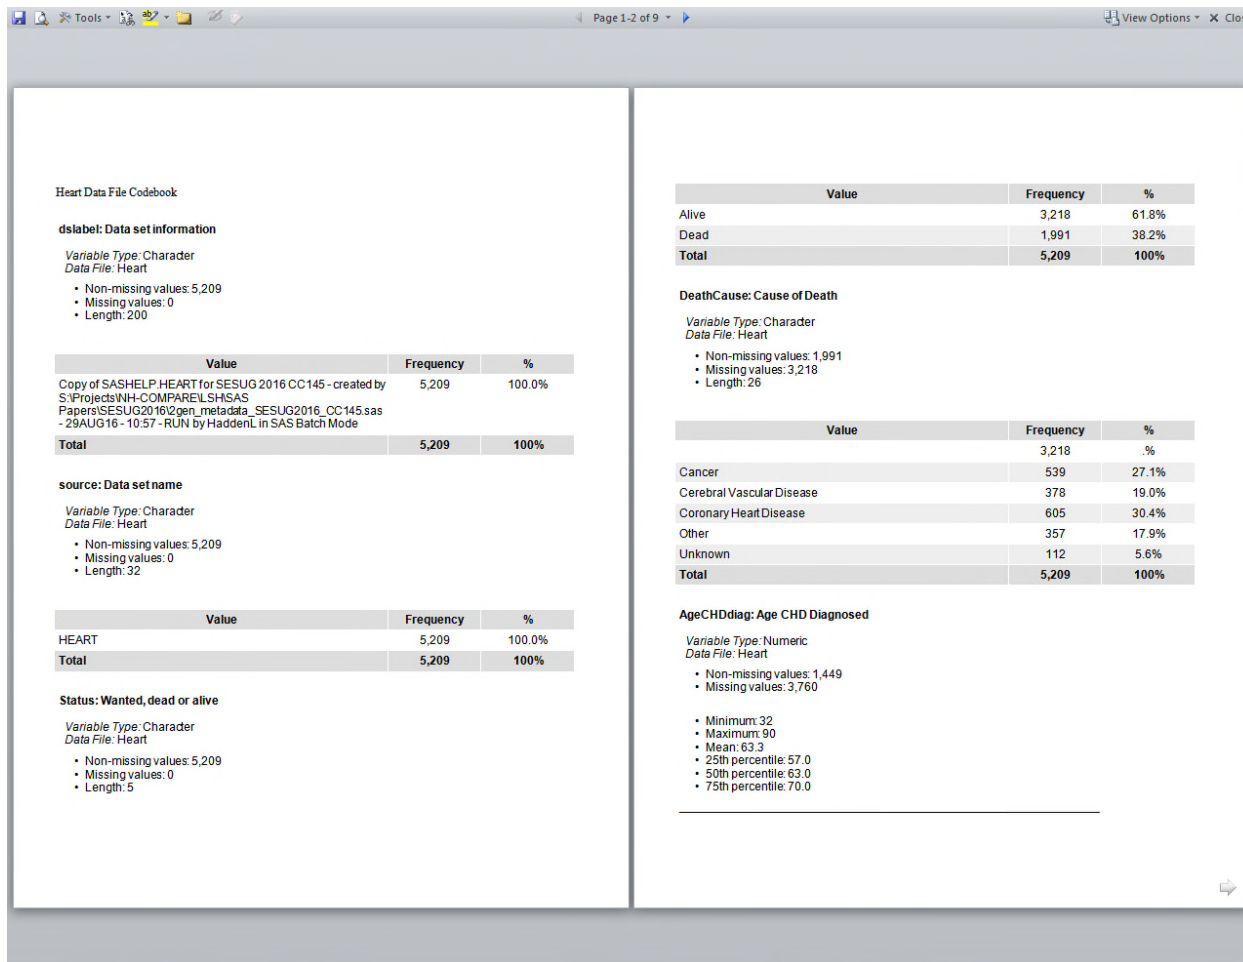 Tools
Page 1-2 of 9
View Options
Clo
Heart Data File Codebook
dslabel: Data set information
Variable Type: Character
Data File: Heart
• Non-missing values: 5,209
• Missing values: 0
• Length: 200
Value Frequency %
Copy of SASHELP.HEART for SESUG 2016 CC145 - created by 5,209 100.0%
S:\Projects\NH-COMPARE\LSH\SAS
Papers\SESUG2016\2gen_metadata_SESUG2016_CC145.sas
- 29AUG16 - 10:57 - RUN by HaddenL in SAS Batch Mode
Total 5,209 100%
source: Data set name
Variable Type: Character
Data File: Heart
• Non-missing values: 5,209
• Missing values: 0
• Length: 32
Value Frequency %
HEART 5,209 100.0%
Total 5,209 100%
Status: Wanted, dead or alive
Variable Type: Character
Data File: Heart
• Non-missing values: 5,209
• Missing values: 0
• Length: 5
Value Frequency %
Alive 3,218 61.8%
Dead 1,991 38.2%
Total 5,209 100%
DeathCause: Cause of Death
Variable Type: Character
Data File: Heart
• Non-missing values: 1,991
• Missing values: 3,218
• Length: 26
Value Frequency %
3,218 .%
Cancer 539 27.1%
Cerebral Vascular Disease 378 19.0%
Coronary Heart Disease 605 30.4%
Other 357 17.9%
Unknown 112 5.6%
Total 5,209 100%
AgeCHDdiag: Age CHD Diagnosed
Variable Type: Numeric
Data File: Heart
• Non-missing values: 1,449
• Missing values: 3,760
• Minimum: 32
• Maximum: 90
• Mean: 63.3
• 25th percentile: 57.0
• 50th percentile: 63.0
• 75th percentile: 70.0